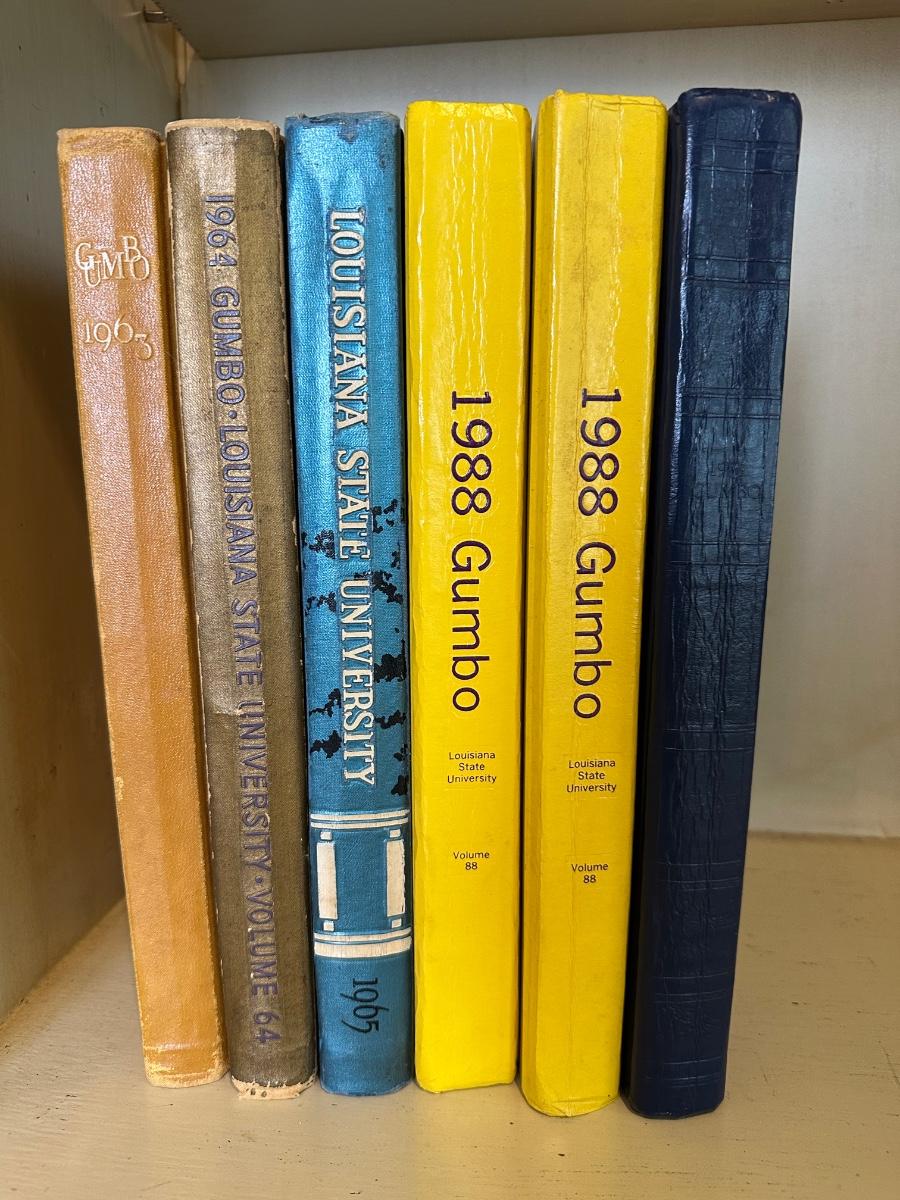 GUMBO
1963
1964 GUMBO · LOUISIANA STATE UNIVERSITY · VOLUME 64
LOUISIANA STATE UNIVERSITY
1965
1988 Gumbo
Louisiana
State
University
Volume
88
1988 Gumbo
Louisiana
State
University
Volume
88